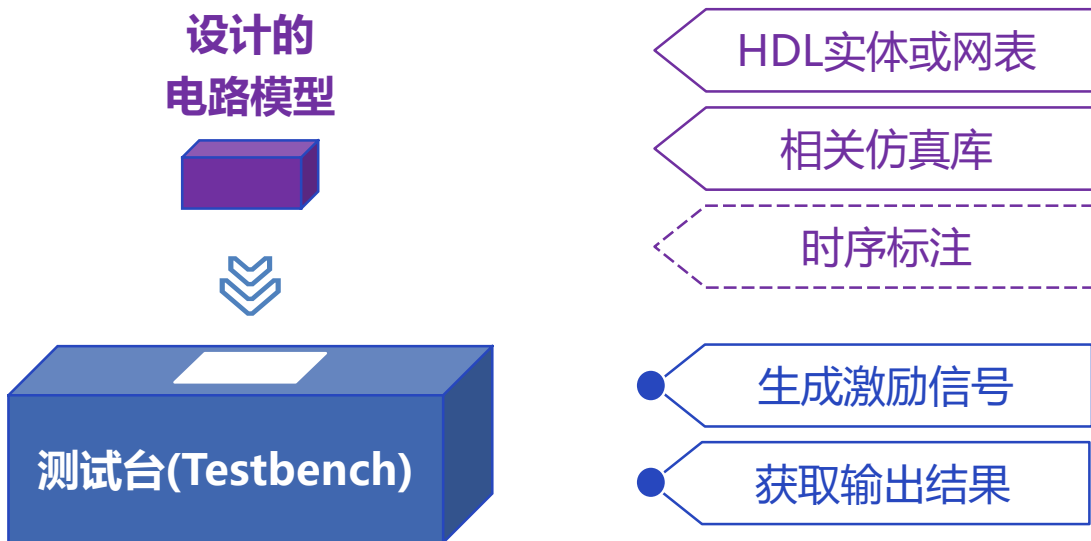 设计的
电路模型
HDL实体或网表
相关仿真库
时序标注
测试台(Testbench)
生成激励信号
获取输出结果